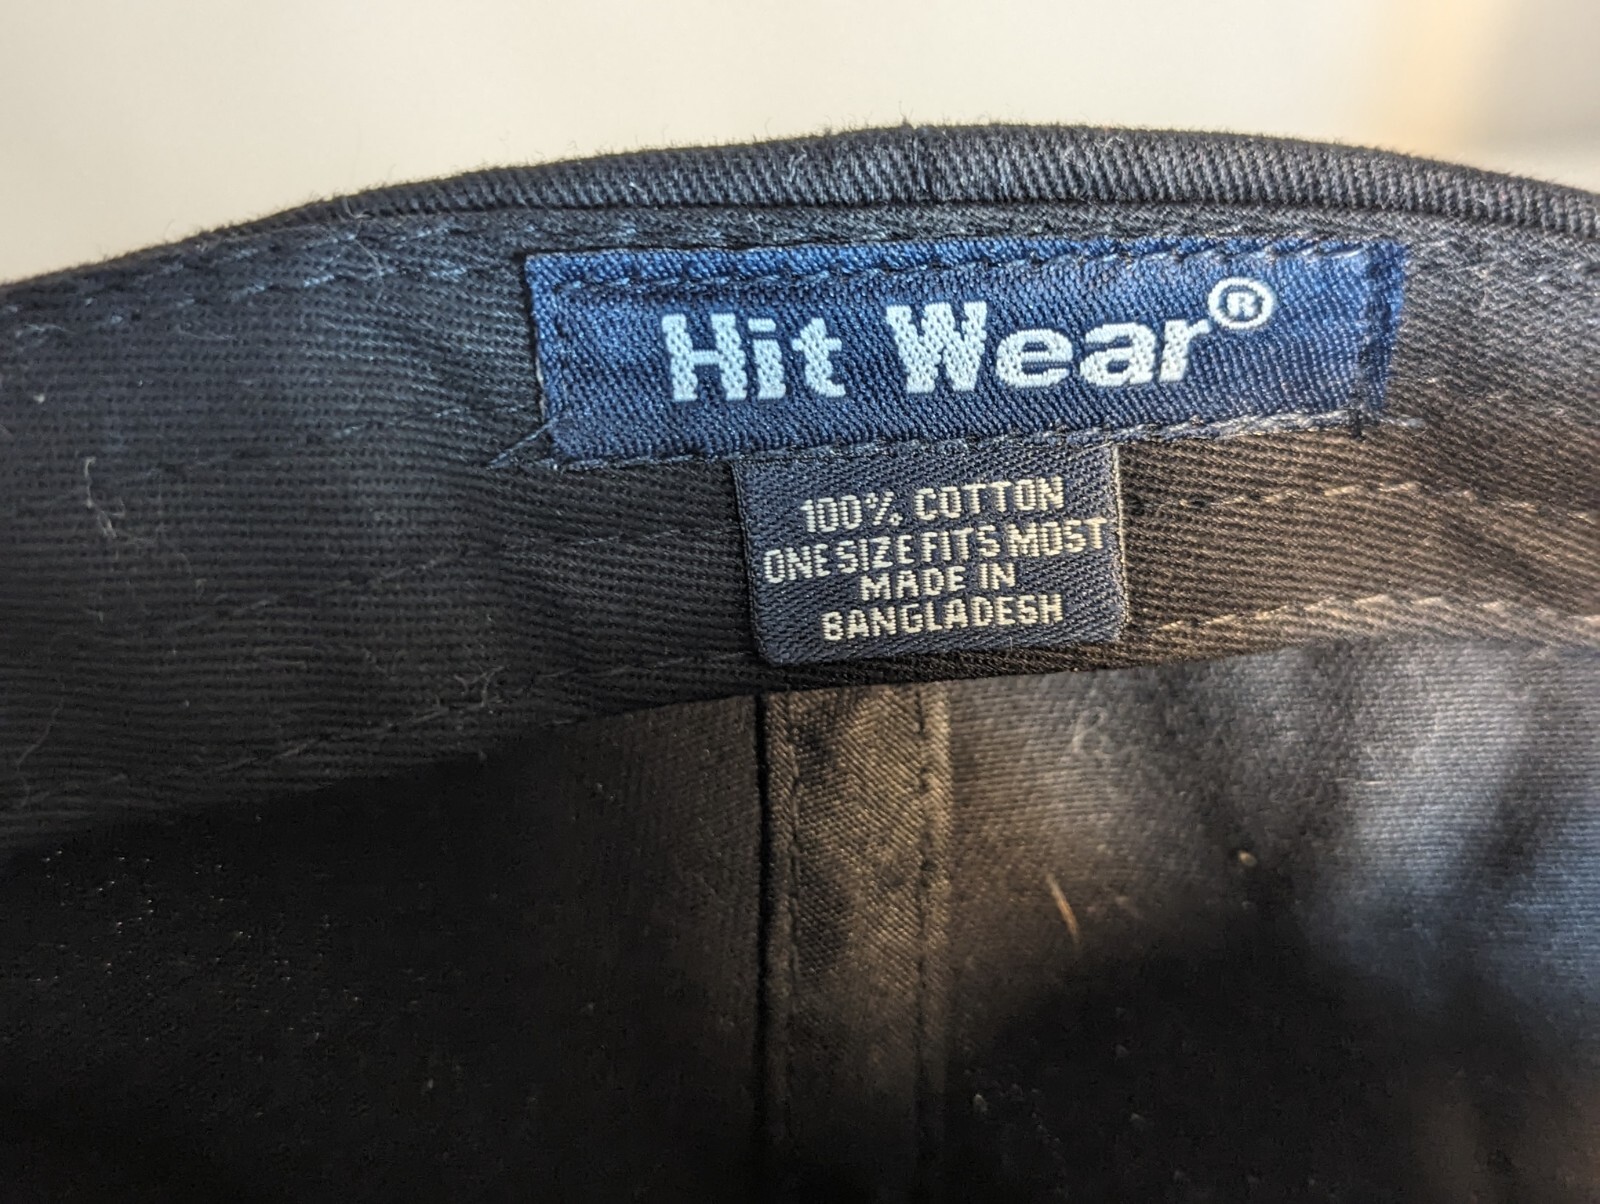 Hit Wear®
100% COTTON
ONE SIZE FITS MOST
MADE IN
BANGLADESH